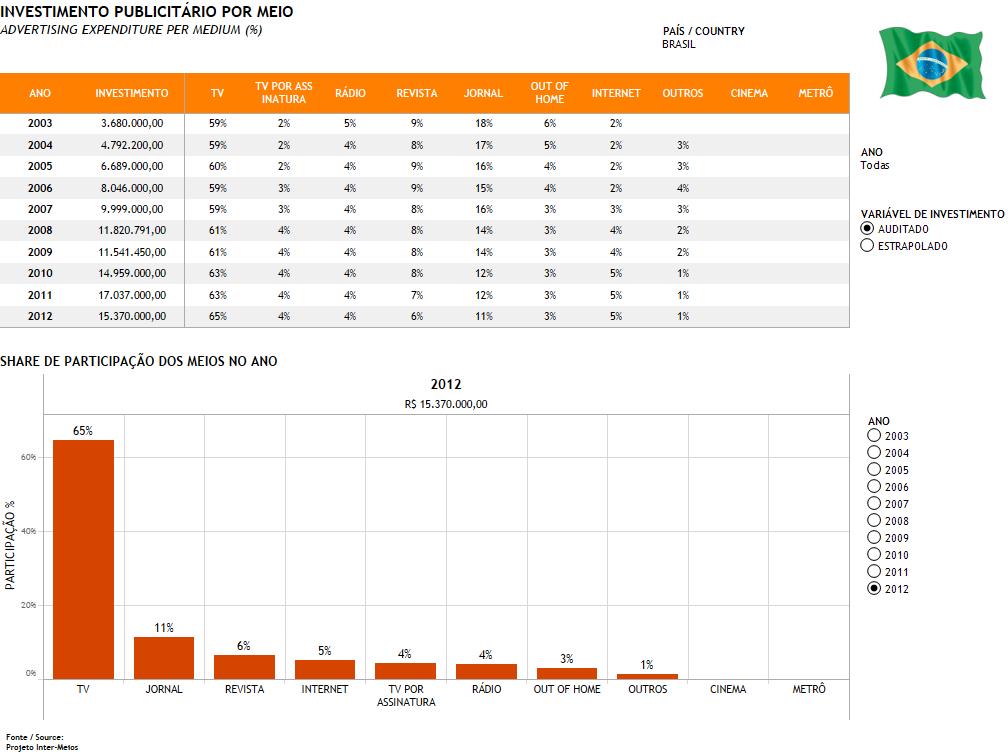 INVESTIMENTO PUBLICITÁRIO POR MEIO
ADVERTISING EXPENDITURE PER MEDIUM (%)
PAÍS / COUNTRY
BRASIL
ANO INVESTIMENTO TV TV POR ASS INATURA RÁDIO REVISTA JORNAL OUT OF HOME INTERNET OUTROS CINEMA METRÔ
2003 3.680.000,00 59% 2% 5% 9% 18% 6% 2%
2004 4.792.200,00 59% 2% 4% 8% 17% 5% 2% 3%
2005 6.689.000,00 60% 2% 4% 9% 16% 4% 2% 3%
2006 8.046.000,00 59% 3% 4% 9% 15% 4% 2% 4%
2007 9.999.000,00 59% 3% 4% 8% 16% 3% 3% 3%
2008 11.820.791,00 61% 4% 4% 8% 14% 3% 4% 2%
2009 11.541.450,00 61% 4% 4% 8% 14% 3% 4% 2%
2010 14.959.000,00 63% 4% 4% 8% 12% 3% 5% 1%
2011 17.037.000,00 63% 4% 4% 7% 12% 3% 5% 1%
2012 15.370.000,00 65% 4% 4% 6% 11% 3% 5% 1%
ANO
Todas
VARIÁVEL DE INVESTIMENTO
AUDITADO
ESTRAPOLADO
SHARE DE PARTICIPAÇÃO DOS MEIOS NO ANO
2012
R$ 15.370.000,00
PARTICIPAÇÃO %
60%
40%
20%
0%
65% 11% 6% 5% 4% 4% 3% 1%
TV JORNAL REVISTA INTERNET TV POR ASSINATURA RÁDIO OUT OF HOME OUTROS CINEMA METRÔ
ANO
2003
2004
2005
2006
2007
2008
2009
2010
2011
2012
Fonte / Source:
Projeto Inter-Meios